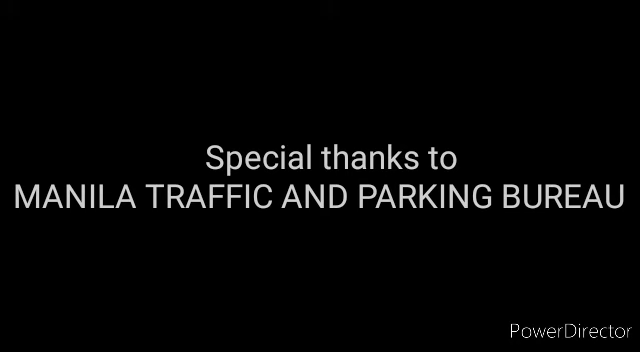 Special thanks to
MANILA TRAFFIC AND PARKING BUREAU
PowerDirector